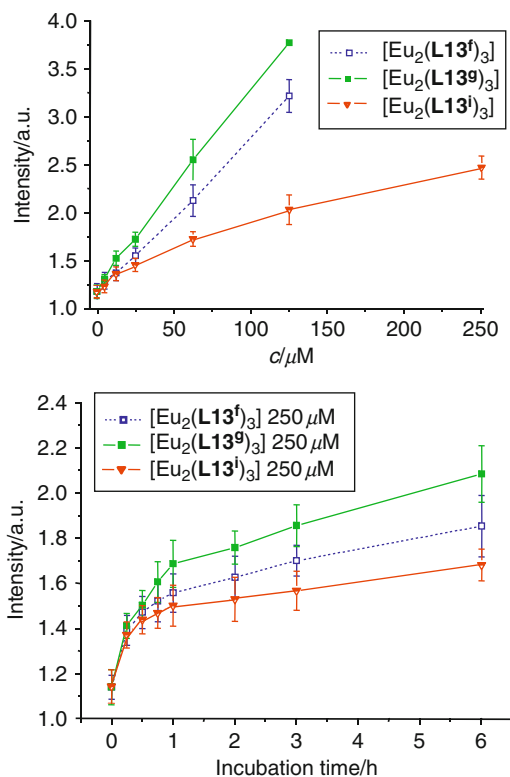 4.0
3.5
3.0
2.5
2.0
1.5
1.0
Intensity/a.u.
[Eu2(L13f)3]
[Eu2(L13g)3]
[Eu2(L13i)3]
0 50 100 150 200 250
c/μM
2.4
2.2
2.0
1.8
1.6
1.4
1.2
1.0
Intensity/a.u.
[Eu2(L13f)3] 250 μM
[Eu2(L13g)3] 250 μM
[Eu2(L13i)3] 250 μM
0 1 2 3 4 5 6
Incubation time/h